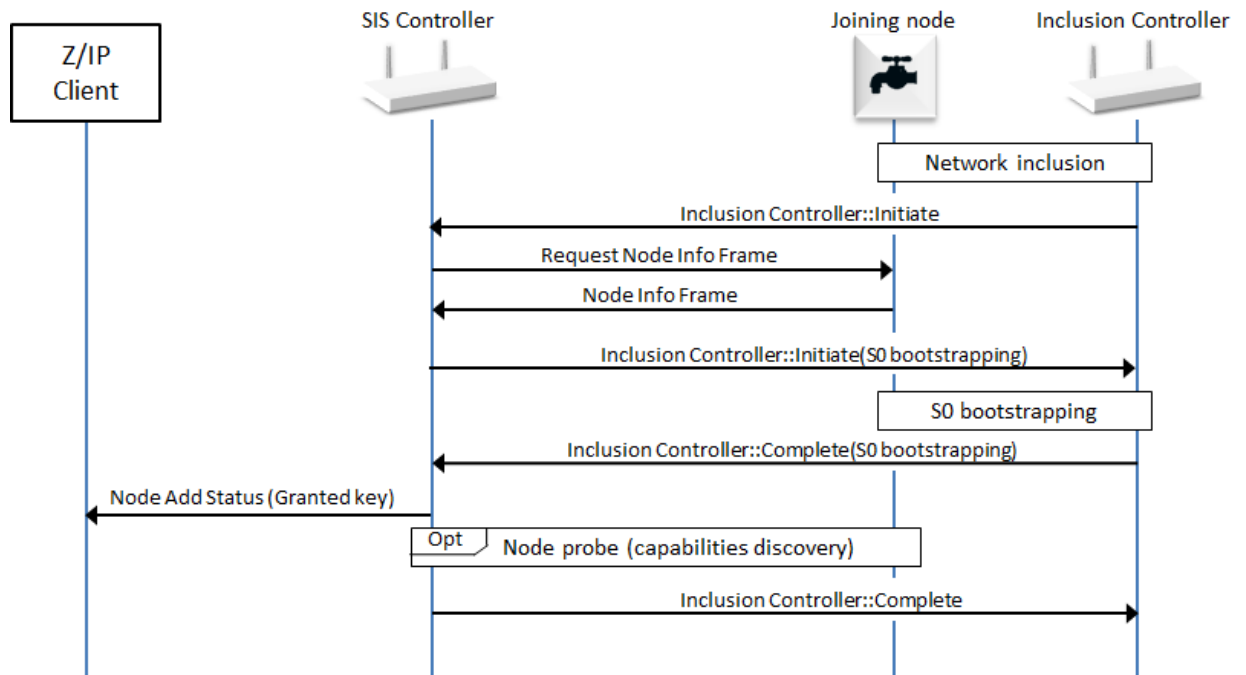 SIS Controller
Joining node
Inclusion Controller
Z/IP
Client
Network inclusion
Inclusion Controller::Initiate
Request Node Info Frame
Node Info Frame
Inclusion Controller::Initiate(S0 bootstrapping)
S0 bootstrapping
Inclusion Controller::Complete(S0 bootstrapping)
Node Add Status (Granted key)
Opt
Node probe (capabilities discovery)
Inclusion Controller::Complete